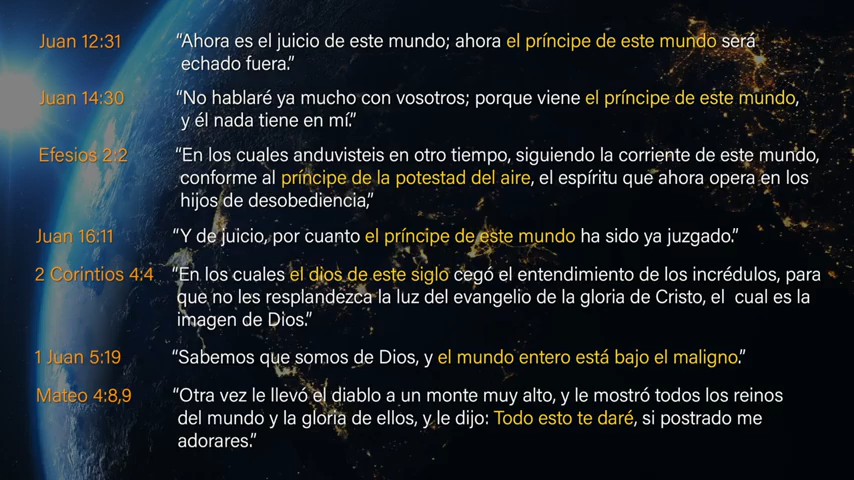 Juan 12:31 “Ahora es el juicio de este mundo; ahora el príncipe de este mundo será
echado fuera.”
Juan 14:30 “No hablaré ya mucho con vosotros; porque viene el príncipe de este mundo,
y él nada tiene en mí.”
Efesios 2:2 “En los cuales anduvisteis en otro tiempo, siguiendo la corriente de este mundo,
conforme al príncipe de la potestad del aire, el espíritu que ahora opera en los
hijos de desobediencia,”
Juan 16:11 “Y de juicio, por cuanto el príncipe de este mundo ha sido ya juzgado.”
2 Corintios 4:4 “En los cuales el dios de este siglo cegó el entendimiento de los incrédulos, para
que no les resplandezca la luz del evangelio de la gloria de Cristo, el cual es la
imagen de Dios.”
1 Juan 5:19 “Sabemos que somos de Dios, y el mundo entero está bajo el maligno.”
Mateo 4:8,9 “Otra vez le llevó el diablo a un monte muy alto, y le mostró todos los reinos
del mundo y la gloria de ellos, y le dijo: Todo esto te daré, si postrado me
adorares.”